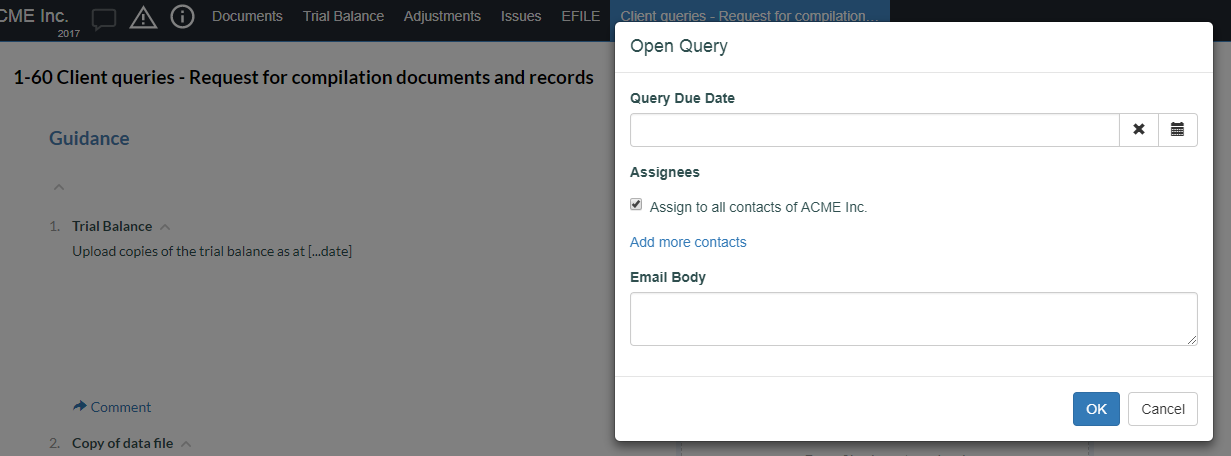 CME Inc.
2017
Documents
Trial Balance
Adjustments
Issues
EFILE
Client queries - Request for compilation...
1-60 Client queries - Request for compilation documents and records
Guidance
1. Trial Balance
Upload copies of the trial balance as at [...date]
Comment
2. Copy of data file
Open Query
Query Due Date
Assignees
Assign to all contacts of ACME Inc.
Add more contacts
Email Body
OK
Cancel